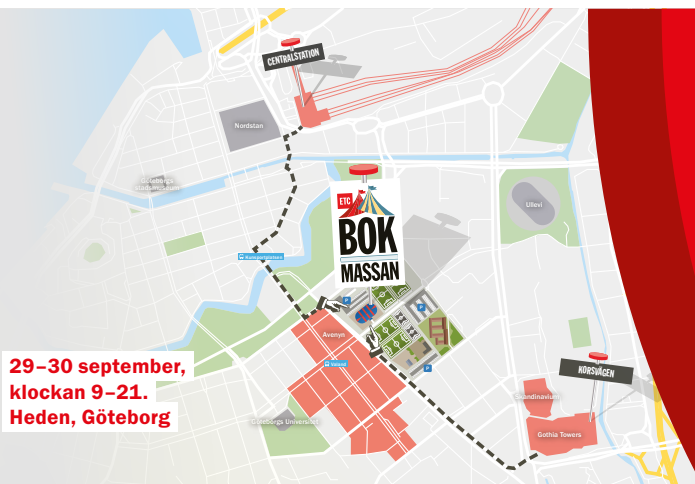 CENTRALSTATION
Nordstan
Göteborgs
stadsmuseum
ETC
BOK
MASSAN
Ullevi
Kungsportsplatsen
P
P
Avenyn
Valand
P
KORSVÄGEN
29–30 september,
klockan 9–21.
Heden, Göteborg
Skandinavium
Göteborgs Universitet
Gothia Towers